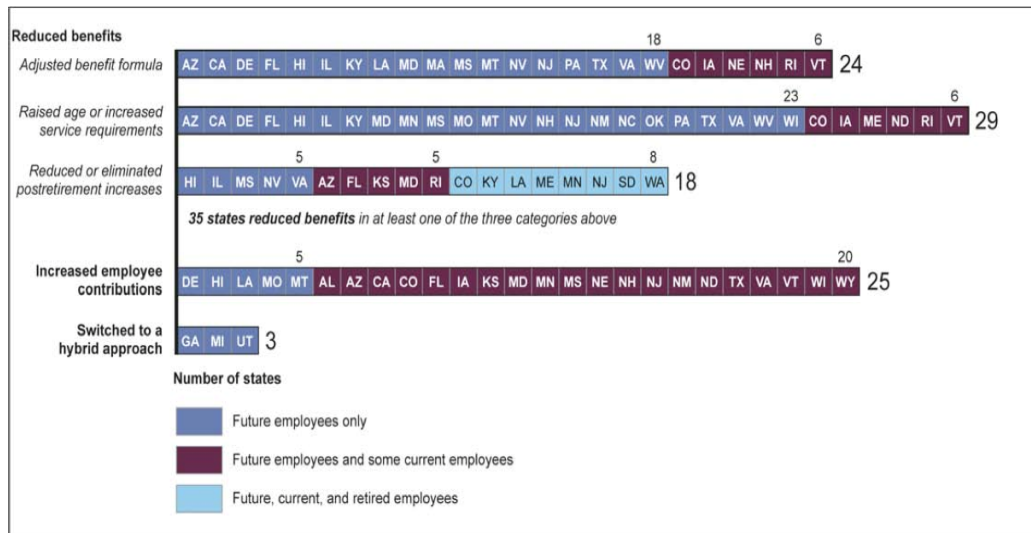 Reduced benefits
18 6
Adjusted benefit formula AZ CA DE FL HI IL KY LA MD MA MS MT NV NJ PA TX VA WV CO IA NE NH RI VT 24
23 6
Raised age or increased
service requirements AZ CA DE FL HI IL KY MD MN MS MO MT NV NH NJ NM NC OK PA TX VA WV WI CO IA ME ND RI VT 29
5 5 8
Reduced or eliminated
postretirement increases HI IL MS NV VA AZ FL KS MD RI CO KY LA ME MN NJ SD WA 18
35 states reduced benefits in at least one of the three categories above
5 20
Increased employee
contributions DE HI LA MO MT AL AZ CA CO FL IA KS MD MN MS NE NH NJ NM ND TX VA VT WI WY 25
Switched to a
hybrid approach GA MI UT 3
Number of states
Future employees only
Future employees and some current employees
Future, current, and retired employees